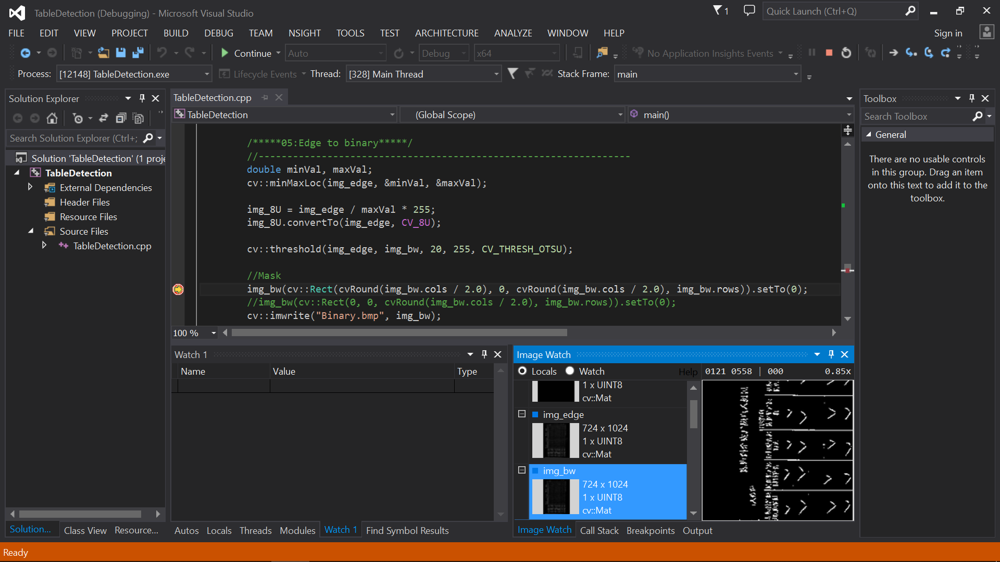 TableDetection (Debugging) - Microsoft Visual Studio
1
Quick Launch (Ctrl+Q)
FILE EDIT VIEW PROJECT BUILD DEBUG TEAM NSIGHT TOOLS TEST ARCHITECTURE ANALYZE WINDOW HELP
Sign in
Continue Auto Debug x64 No Application Insights Events
Process: [12148] TableDetection.exe Lifecycle Events Thread: [328] Main Thread Stack Frame: main
Solution Explorer
Search Solution Explorer (Ctrl+;
Solution 'TableDetection' (1 proje
TableDetection
External Dependencies
Header Files
Resource Files
Source Files
TableDetection.cpp
Solution... Class View Resource...
TableDetection.cpp
TableDetection (Global Scope) main()
/*****05:Edge to binary*****/
//-----------------------------------------------------------------
double minVal, maxVal;
cv::minMaxLoc(img_edge, &minVal, &maxVal);
img_8U = img_edge / maxVal * 255;
img_8U.convertTo(img_edge, CV_8U);
cv::threshold(img_edge, img_bw, 20, 255, CV_THRESH_OTSU);
//Mask
img_bw(cv::Rect(cvRound(img_bw.cols / 2.0), 0, cvRound(img_bw.cols / 2.0), img_bw.rows)).setTo(0);
//img_bw(cv::Rect(0, 0, cvRound(img_bw.cols / 2.0), img_bw.rows)).setTo(0);
cv::imwrite("Binary.bmp", img_bw);
100 %
Watch 1
Name Value Type
Autos Locals Threads Modules Watch 1 Find Symbol Results
Image Watch
Locals Watch Help 0121 0558 | 000 0.85x
1 x UINT8
cv::Mat
img_edge
724 x 1024
1 x UINT8
cv::Mat
img_bw
724 x 1024
1 x UINT8
cv::Mat
Image Watch Call Stack Breakpoints Output
Toolbox
Search Toolbox
General
There are no usable controls
in this group. Drag an item
onto this text to add it to the
toolbox.
Ready